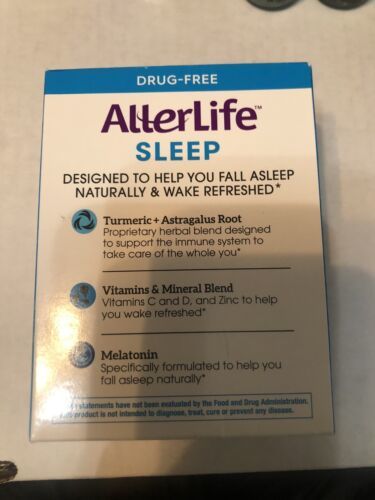 DRUG-FREE
AllerLife™
SLEEP
DESIGNED TO HELP YOU FALL ASLEEP
NATURALLY & WAKE REFRESHED*
Turmeric + Astragalus Root
Proprietary herbal blend designed
to support the immune system to
take care of the whole you*
Vitamins & Mineral Blend
Vitamins C and D, and Zinc to help
you wake refreshed*
Melatonin
Specifically formulated to help you
fall asleep naturally*
statements have not been evaluated by the Food and Drug Administration.
product is not intended to diagnose, treat, cure or prevent any disease.